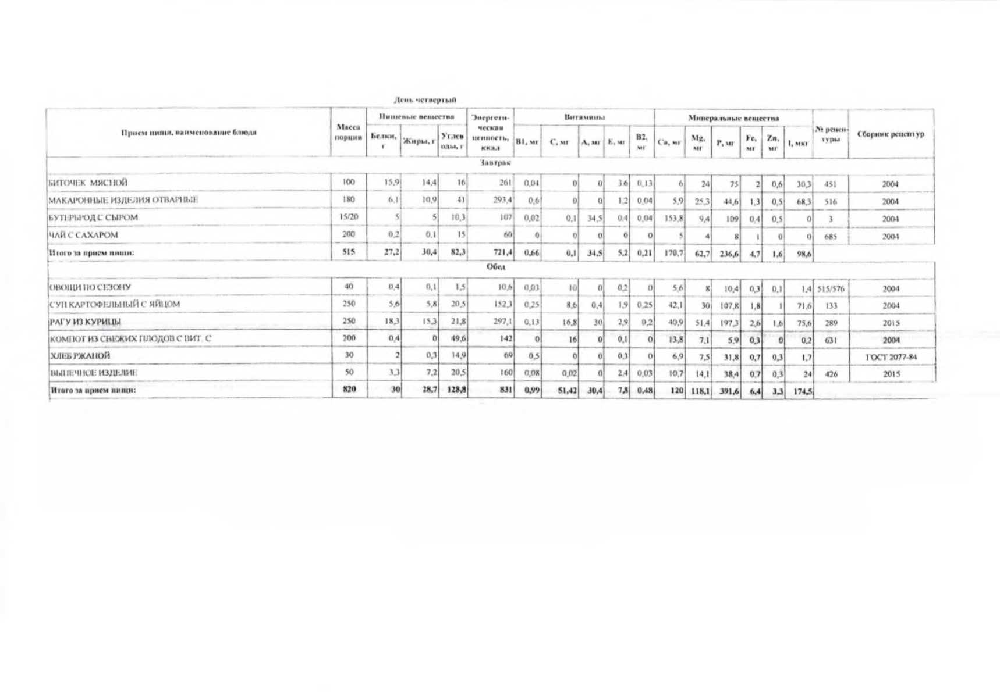 День четвертый
Прием пищи, наименование блюда Масса порции Пищевые вещества Энергети-ческая ценность, ккал Витамины Минеральные вещества № рецеп-туры Сборник рецептур
Белки, г Жиры, г Углев оды, г В1, мг С, мг А, мг Е, мг В2, мг Са, мг Mg, мг Р, мг Fe, мг Zn, мг I, мкг
Завтрак
БИТОЧЕК МЯСНОЙ 100 15,9 14,4 16 261 0,04 0 0 3.6 0,13 6 24 75 2 0,6 30,3 451 2004
МАКАРОННЫЕ ИЗДЕЛИЯ ОТВАРНЫЕ 180 6,1 10,9 41 293,4 0,6 0 0 1,2 0,04 5,9 25,3 44,6 1,3 0,5 68,3 516 2004
БУТЕРБРОД С СЫРОМ 15/20 5 5 10,3 107 0,02 0,1 34,5 0,4 0,04 153,8 9,4 109 0,4 0,5 0 3 2004
ЧАЙ С САХАРОМ 200 0,2 0,1 15 60 0 0 0 0 0 5 4 8 1 0 0 685 2004
Итого за прием пищи: 515 27,2 30,4 82,3 721,4 0,66 0,1 34,5 5,2 0,21 170,7 62,7 236,6 4,7 1,6 98,6
Обед
ОВОЩИ ПО СЕЗОНУ 40 0,4 0,1 1,5 10,6 0,03 10 0 0,2 0 5,6 8 10,4 0,3 0,1 1,4 515/576 2004
СУП КАРТОФЕЛЬНЫЙ С ЯЙЦОМ 250 5,6 5,8 20,5 152,3 0,25 8,6 0,4 1,9 0,25 42,1 30 107,8 1,8 1 71,6 133 2004
РАГУ ИЗ КУРИЦЫ 250 18,3 15,3 21,8 297,1 0,13 16,8 30 2,9 0,2 40,9 51,4 197,3 2,6 1,6 75,6 289 2015
КОМПОТ ИЗ СВЕЖИХ ПЛОДОВ С ВИТ. С 200 0,4 0 49,6 142 0 16 0 0,1 0 13,8 7,1 5,9 0,3 0 0,2 631 2004
ХЛЕБ РЖАНОЙ 30 2 0,3 14,9 69 0,5 0 0 0,3 0 6,9 7,5 31,8 0,7 0,3 1,7 ГОСТ 2077-84
ВЫПЕЧНОЕ ИЗДЕЛИЕ 50 3,3 7,2 20,5 160 0,08 0,02 0 2,4 0,03 10,7 14,1 38,4 0,7 0,3 24 426 2015
Итого за прием пищи: 820 30 28,7 128,8 831 0,99 51,42 30,4 7,8 0,48 120 118,1 391,6 6,4 3,3 174,5